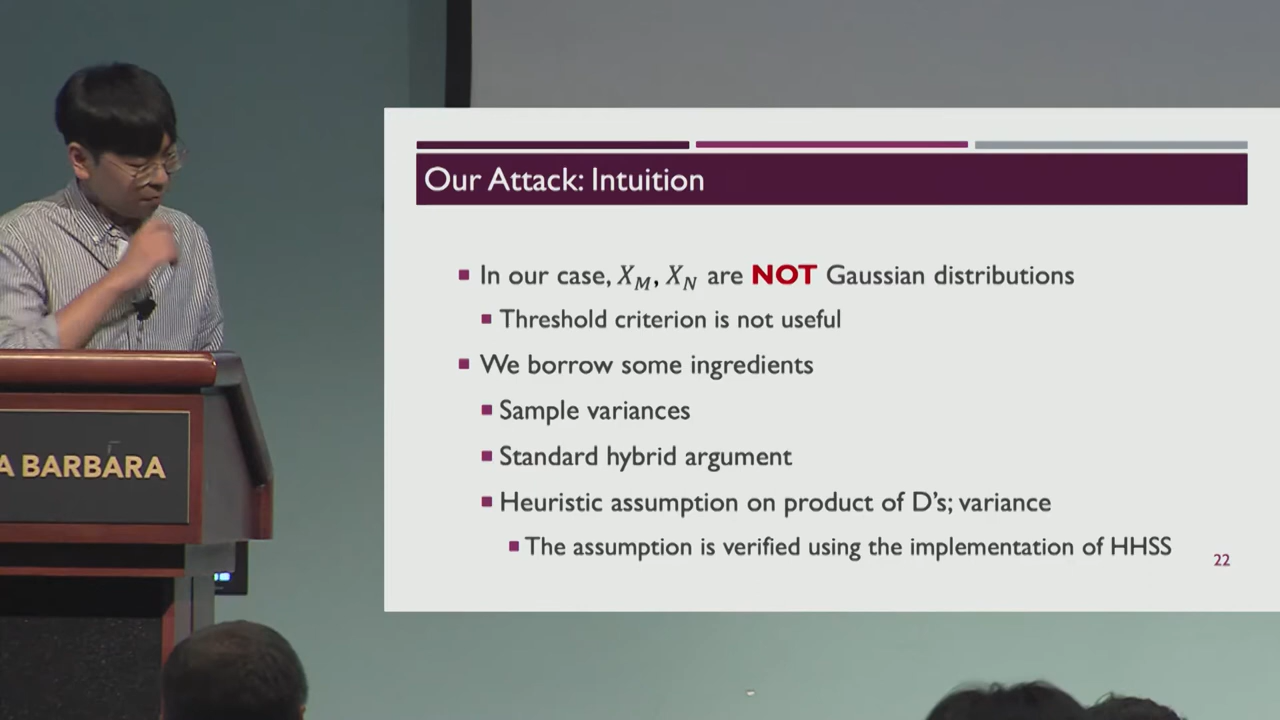 Our Attack: Intuition
In our case, X_M, X_N are NOT Gaussian distributions
Threshold criterion is not useful
We borrow some ingredients
Sample variances
Standard hybrid argument
Heuristic assumption on product of D's; variance
The assumption is verified using the implementation of HHSS
22
A BARBARA